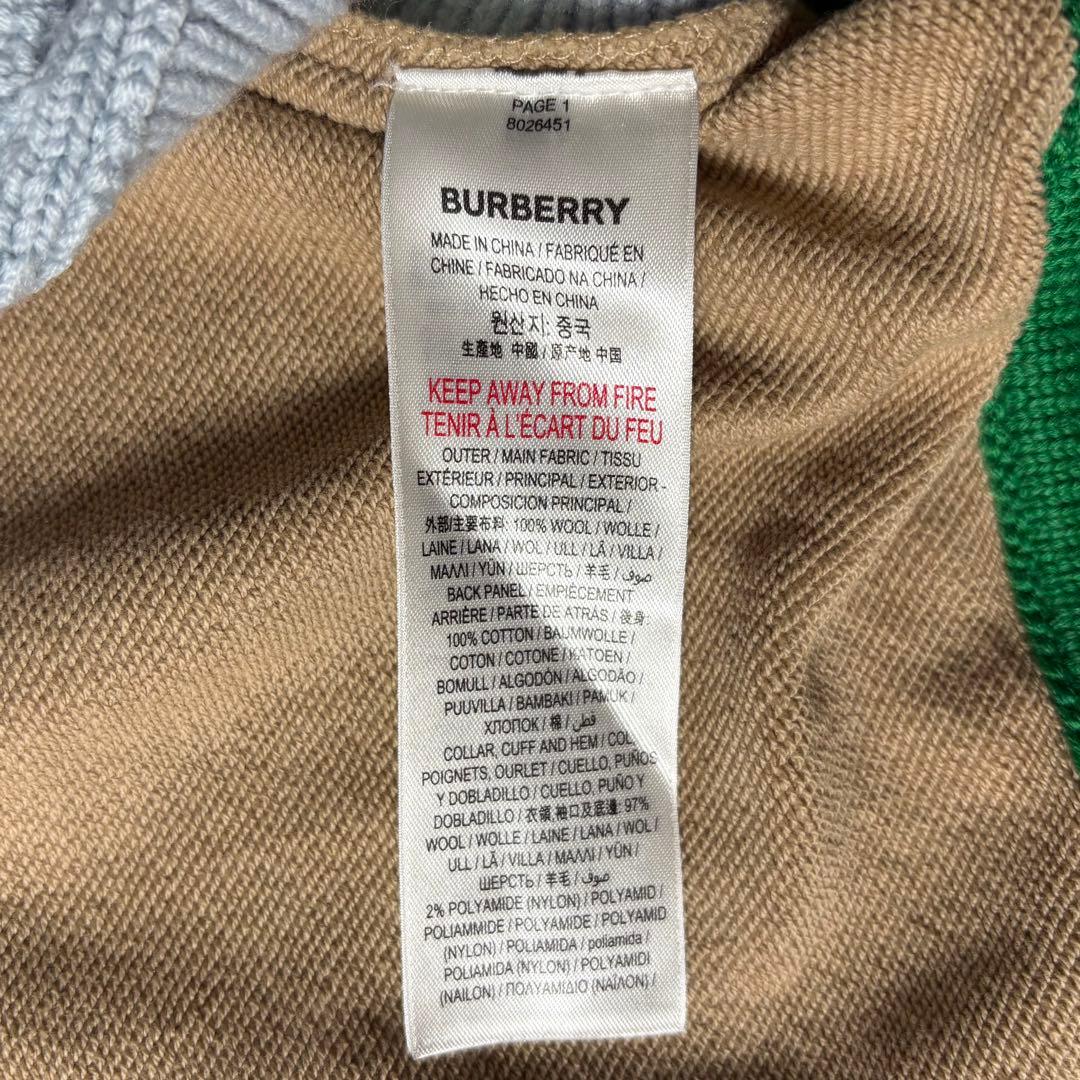 PAGE 1
8026451
BURBERRY
MADE IN CHINA / FABRIQUÉ EN
CHINE / FABRICADO NA CHINA /
HECHO EN CHINA
원산지: 중국
生產地 中國 / 原产地 中国
KEEP AWAY FROM FIRE
TENIR À L'ÉCART DU FEU
OUTER / MAIN FABRIC / TISSU
EXTÉRIEUR / PRINCIPAL / EXTERIOR -
COMPOSICION PRINCIPAL /
外部/主要布料: 100% WOOL / WOLLE /
LAINE / LANA / WOL / ULL / LÃ / VILLA /
ΜΑΛΛΙ / YÜN / ШЕРСТЬ / 羊毛 / صوف
BACK PANEL / EMPIÈCEMENT
ARRIÈRE / PARTE DE ATRÁS / 後身:
100% COTTON / BAUMWOLLE /
COTON / COTONE / KATOEN /
BOMULL / ALGODÓN / ALGODÃO /
PUUVILLA / BAMBAKI / PAMUK /
ХЛОПОК / 棉 / قطن /
COLLAR, CUFF AND HEM / COL,
POIGNETS, OURLET / CUELLO, PUÑOS
Y DOBLADILLO / CUELLO, PUÑO Y
DOBLADILLO / 衣領,袖口及底邊: 97%
WOOL / WOLLE / LAINE / LANA / WOL /
ULL / LÃ / VILLA / ΜΑΛΛΙ / YÜN /
ШЕРСТЬ / 羊毛 / صوف
2% POLYAMIDE (NYLON) / POLYAMID /
POLIAMMIDE / POLYAMIDE / POLYAMID
(NYLON) / POLIAMIDA / poliamida /
POLIAMIDA (NYLON) / POLYAMIDI
(NAILON) / ΠΟΛΥΑΜΙΔΙΟ (ΝΑΪΛΟΝ) /